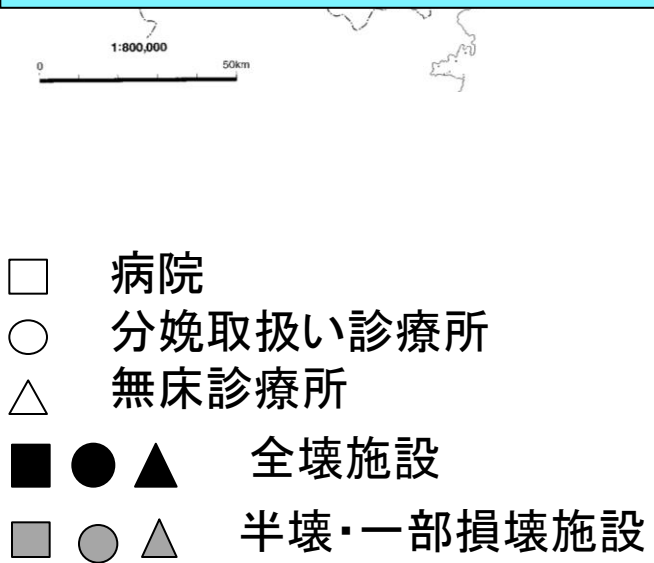 1:800,000
0 50km
病院
分娩取扱い診療所
無床診療所
全壊施設
半壊・一部損壊施設